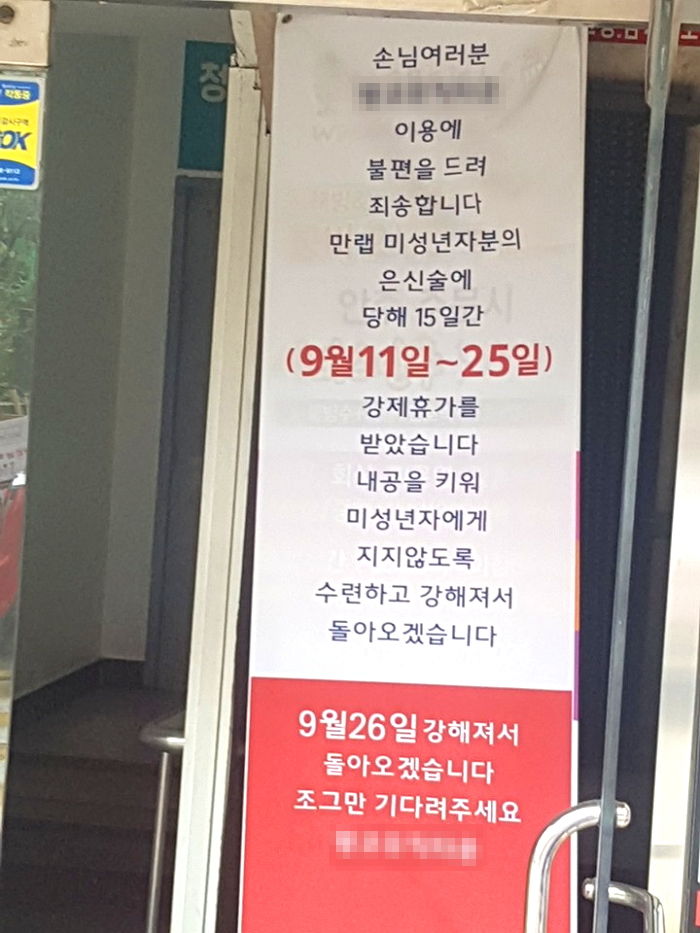 작동중
OK
청
손님여러분
이용에
불편을 드려
죄송합니다
만랩 미성년자분의
은신술에
당해 15일간
(9월11일~25일)
강제휴가를
받았습니다
내공을 키워
미성년자에게
지지않도록
수련하고 강해져서
돌아오겠습니다
9월26일 강해져서
돌아오겠습니다
조그만 기다려주세요